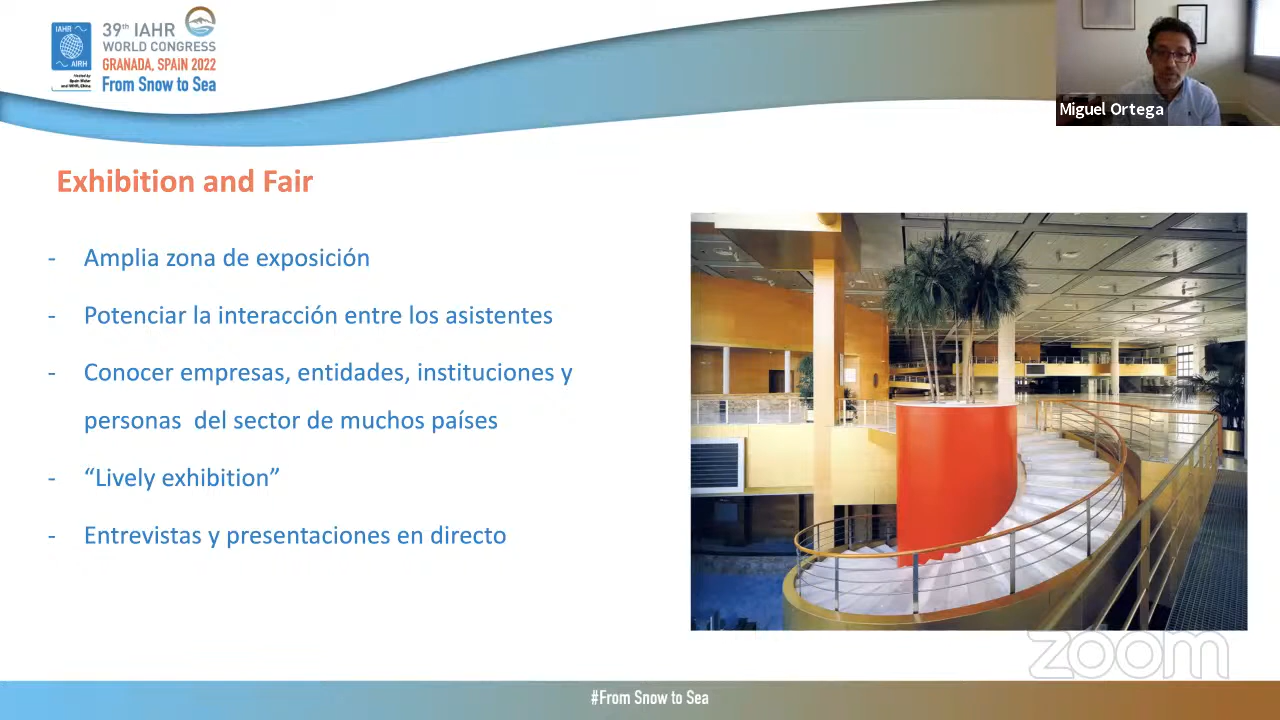 IAHR
AIRH
Hosted by
Spain Water
and IWHR, China
39th IAHR
WORLD CONGRESS
GRANADA, SPAIN 2022
From Snow to Sea
Miguel Ortega
Exhibition and Fair
- Amplia zona de exposición
- Potenciar la interacción entre los asistentes
- Conocer empresas, entidades, instituciones y
personas del sector de muchos países
- “Lively exhibition”
- Entrevistas y presentaciones en directo
zoom
#From Snow to Sea